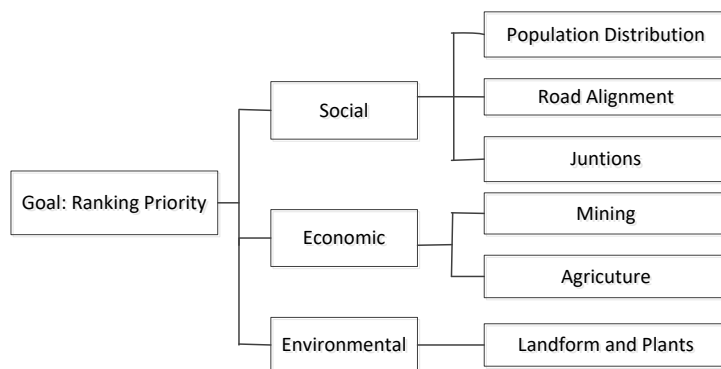 Goal: Ranking Priority
Social
Population Distribution
Road Alignment
Juntions
Economic
Mining
Agricuture
Environmental
Landform and Plants